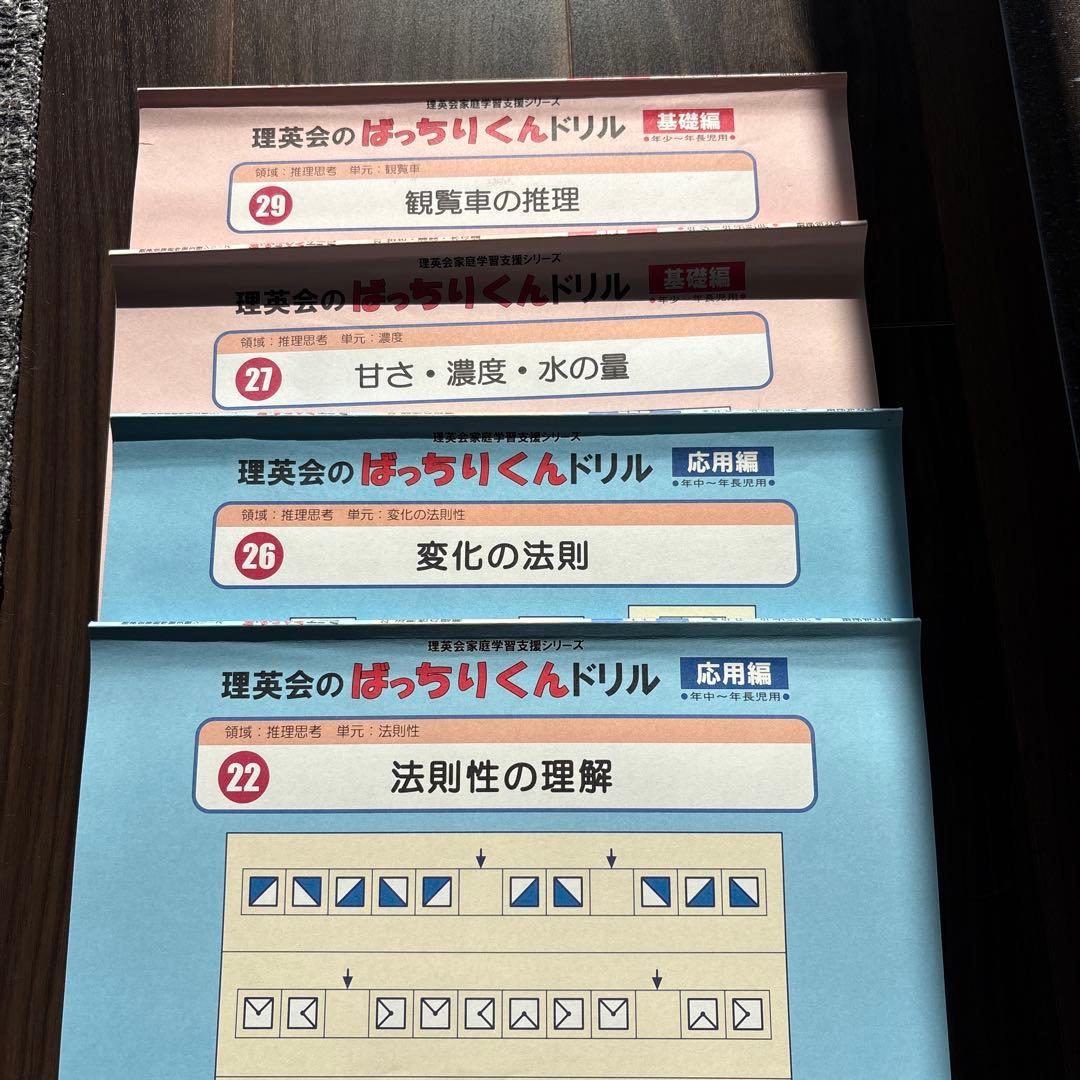 理英会家庭学習支援シリーズ
理英会の ばっちりくんドリル 基礎編
●年少～年長児用●
領域：推理思考 単元：観覧車
29 観覧車の推理
理英会家庭学習支援シリーズ
理英会の ばっちりくんドリル 基礎編
●年少～年長児用●
領域：推理思考 単元：濃度
27 甘さ・濃度・水の量
理英会家庭学習支援シリーズ
理英会の ばっちりくんドリル 応用編
●年中～年長児用●
領域：推理思考 単元：変化の法則性
26 変化の法則
理英会家庭学習支援シリーズ
理英会の ばっちりくんドリル 応用編
●年中～年長児用●
領域：推理思考 単元：法則性
22 法則性の理解